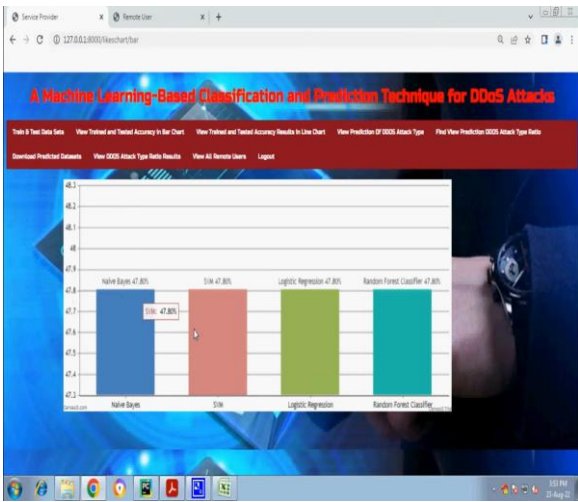 Service Provider
Remote User
127.0.0.1:8000/likeschart/bar
A Machine Learning-Based Classification and Prediction Technique for DDoS Attacks
Train & Test Data Sets View Trained and Tested Accuracy in Bar Chart View Trained and Tested Accuracy Results in Line Chart View Prediction Of DDOS Attack Type Find View Prediction DDOS Attack Type Ratio
Download Predicted Datasets View DDOS Attack Type Ratio Results View All Remote Users Logout
48.3
48.2
48.1
48
47.9
47.8
47.7
47.6
47.5
47.4
47.3
Naive Bayes 47.80% SVM 47.80% Logistic Regression 47.80% Random Forest Classifier 47.80%
SVM: 47.80%
Naive Bayes SVM Logistic Regression Random Forest Classifier
3:53 PM
23-Aug-22